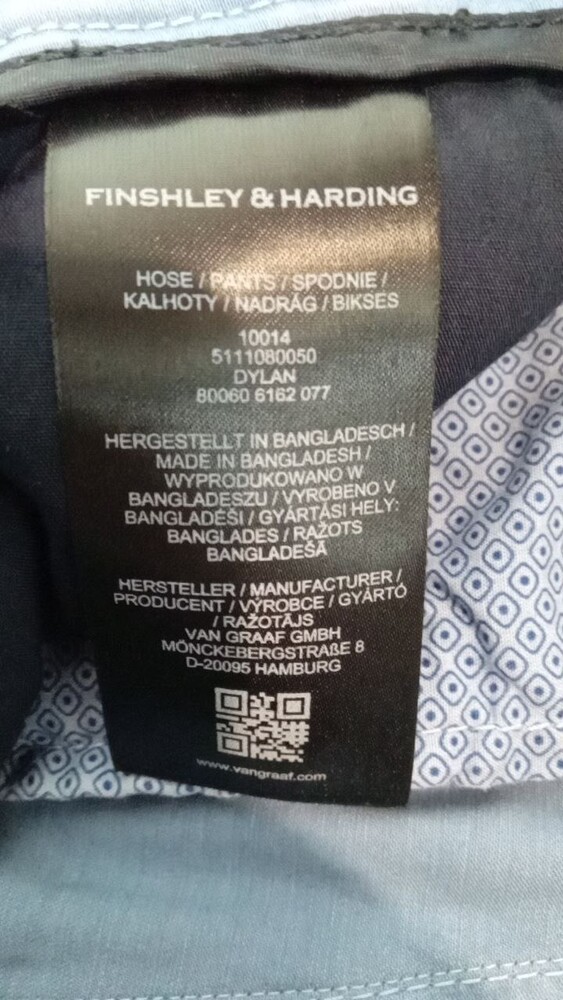 FINSHLEY & HARDING
HOSE / PANTS / SPODNIE /
KALHOTY / NADRÁG / BIKSES
10014
5111080050
DYLAN
80060 6162 077
HERGESTELLT IN BANGLADESCH /
MADE IN BANGLADESH /
WYPRODUKOWANO W
BANGLADESZU / VYROBENO V
BANGLADÉŠI / GYÁRTÁSI HELY:
BANGLADES / RAŽOTS
BANGLADEŠĀ
HERSTELLER / MANUFACTURER /
PRODUCENT / VÝROBCE / GYÁRTÓ
/ RAŽOTĀJS
VAN GRAAF GMBH
MÖNCKEBERGSTRAßE 8
D-20095 HAMBURG
www.vangraaf.com